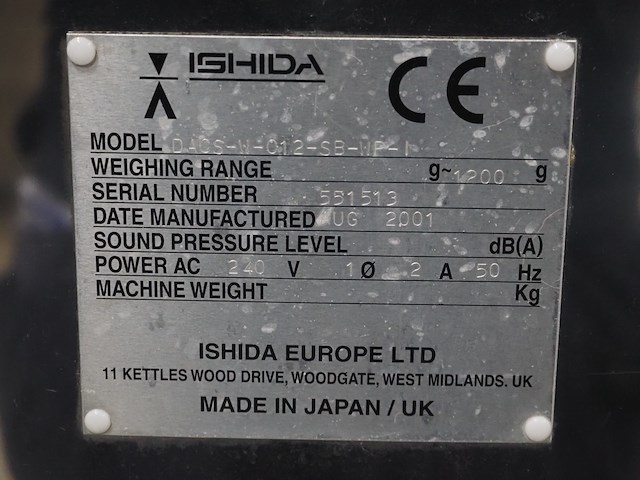 ISHIDA CE
MODEL DACS-W-012-SB-WP-I
WEIGHING RANGE g~1200 g
SERIAL NUMBER 551513
DATE MANUFACTURED AUG 2001
SOUND PRESSURE LEVEL dB(A)
POWER AC 240 V 1Ø 2 A 50 Hz
MACHINE WEIGHT Kg
ISHIDA EUROPE LTD
11 KETTLES WOOD DRIVE, WOODGATE, WEST MIDLANDS. UK
MADE IN JAPAN / UK